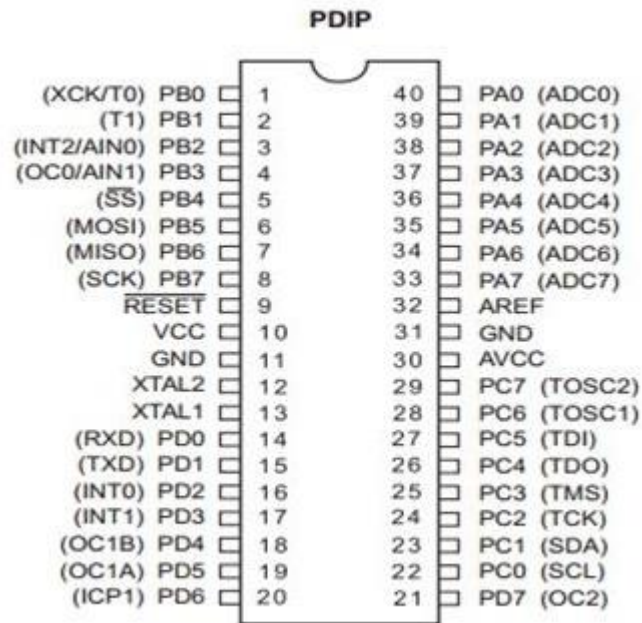 PDIP
(XCK/T0) PB0 1 40 PA0 (ADC0)
(T1) PB1 2 39 PA1 (ADC1)
(INT2/AIN0) PB2 3 38 PA2 (ADC2)
(OC0/AIN1) PB3 4 37 PA3 (ADC3)
(SS) PB4 5 36 PA4 (ADC4)
(MOSI) PB5 6 35 PA5 (ADC5)
(MISO) PB6 7 34 PA6 (ADC6)
(SCK) PB7 8 33 PA7 (ADC7)
RESET 9 32 AREF
VCC 10 31 GND
GND 11 30 AVCC
XTAL2 12 29 PC7 (TOSC2)
XTAL1 13 28 PC6 (TOSC1)
(RXD) PD0 14 27 PC5 (TDI)
(TXD) PD1 15 26 PC4 (TDO)
(INT0) PD2 16 25 PC3 (TMS)
(INT1) PD3 17 24 PC2 (TCK)
(OC1B) PD4 18 23 PC1 (SDA)
(OC1A) PD5 19 22 PC0 (SCL)
(ICP1) PD6 20 21 PD7 (OC2)